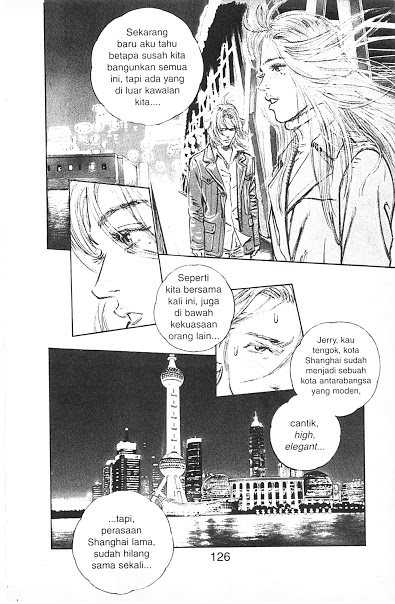 Sekarang
baru aku tahu
betapa susah kita
bangunkan semua
ini, tapi ada yang
di luar kawalan
kita....
Seperti
kita bersama
kali ini, juga
di bawah
kekuasaan
orang lain...
Jerry, kau
tengok, kota
Shanghai sudah
menjadi sebuah
kota antarabangsa
yang moden,
cantik,
high,
elegant...
...tapi,
perasaan
Shanghai lama,
sudah hilang
sama sekali...
126